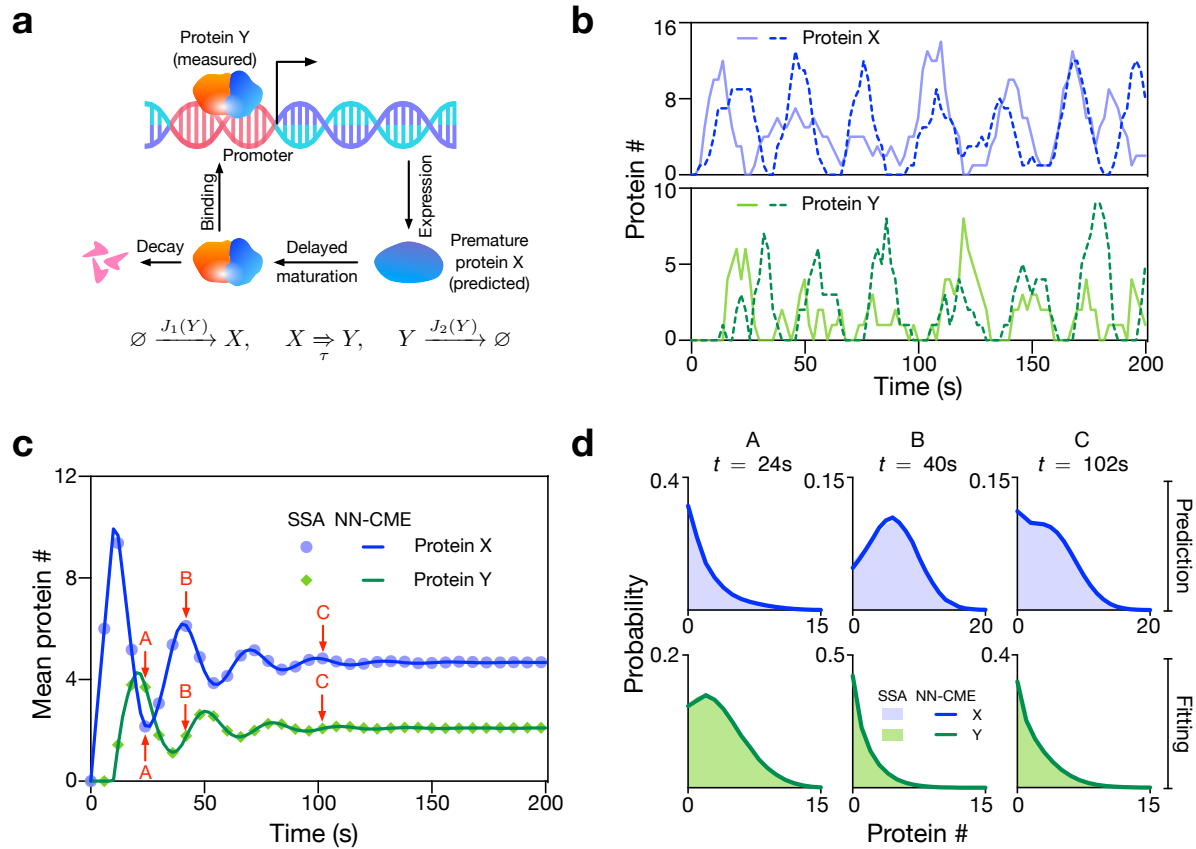 a
Protein Y
(measured)
Promoter
Binding
Expression
Decay
Delayed
maturation
Premature
protein X
(predicted)
∅ —J₁(Y)→ X, X ⇒τ Y, Y —J₂(Y)→ ∅
b
Protein #
16
8
0
Protein X
10
5
0
Protein Y
0 50 100 150 200
Time (s)
c
Mean protein #
12
8
4
0
SSA NN-CME
Protein X
Protein Y
A
A
B
B
C
C
0 50 100 150 200
Time (s)
d
A B C
t = 24s t = 40s t = 102s
Probability
0.4 0.15 0.15
0 15 0 20 0 20
Prediction
0.2 0.5 0.4
SSA NN-CME
X
Y
0 15 0 15 0 15
Fitting
Protein #